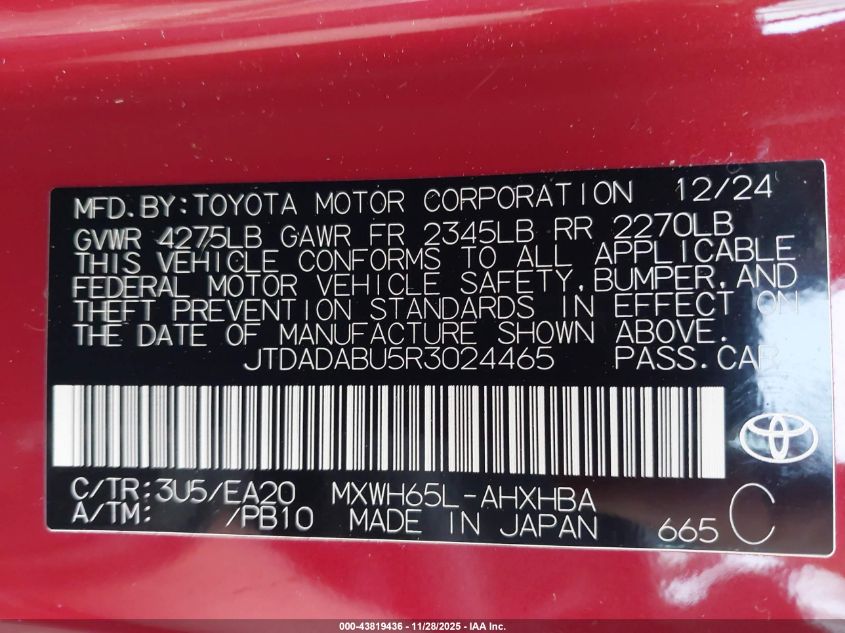 MFD.BY:TOYOTA MOTOR CORPORATION 12/24
GVWR 4275LB GAWR FR 2345LB RR 2270LB
THIS VEHICLE CONFORMS TO ALL APPLICABLE
FEDERAL MOTOR VEHICLE SAFETY,BUMPER,AND
THEFT PREVENTION STANDARDS IN EFFECT ON
THE DATE OF MANUFACTURE SHOWN ABOVE.
JTDADABU5R3024465 PASS.CAR
C/TR:3U5/EA20 MXWH65L-AHXHBA
A/TM: /PB10 MADE IN JAPAN 665 C
000-43819436 - 11/28/2025 - IAA Inc.